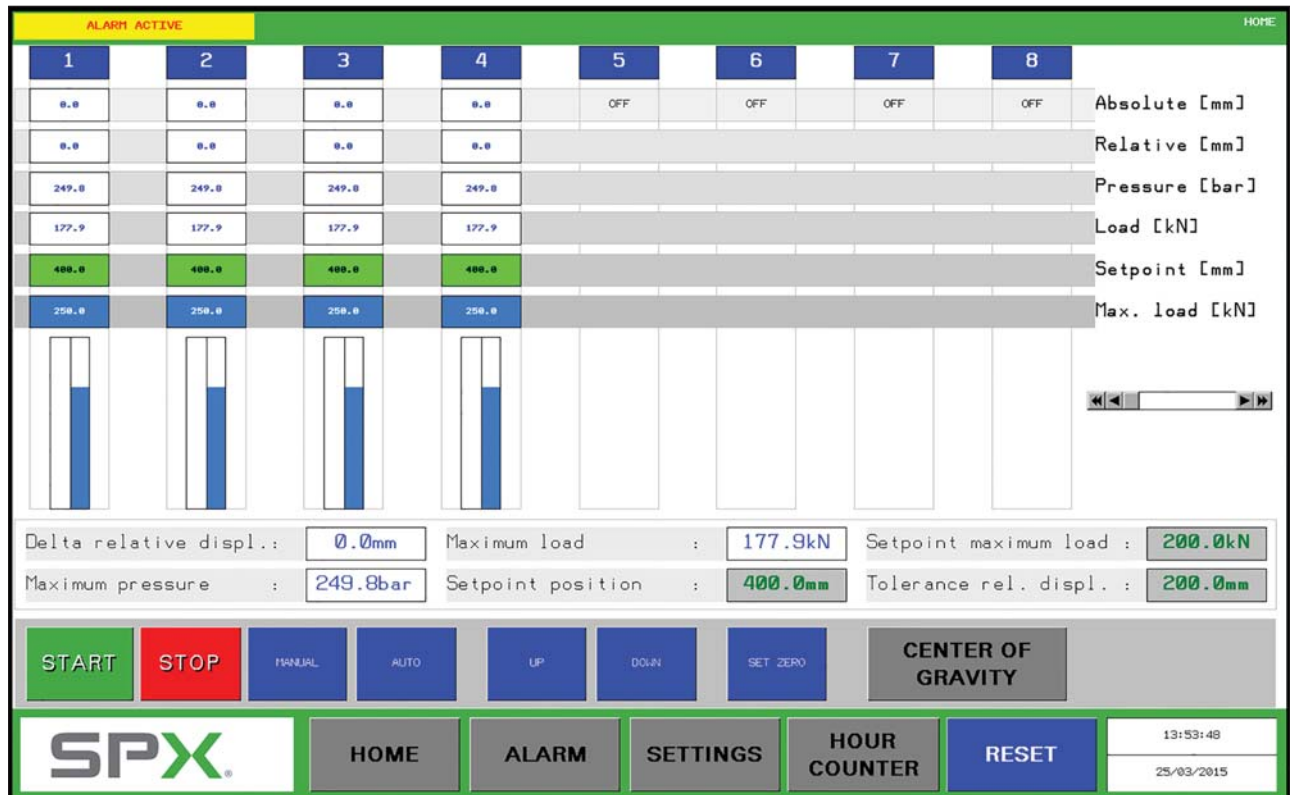 ALARM ACTIVE HOME
1 2 3 4 5 6 7 8
0.0 0.0 0.0 0.0 OFF OFF OFF OFF Absolute [mm]
0.0 0.0 0.0 0.0 Relative [mm]
249.8 249.8 249.8 249.8 Pressure [bar]
177.9 177.9 177.9 177.9 Load [kN]
400.0 400.0 400.0 400.0 Setpoint [mm]
250.0 250.0 250.0 250.0 Max. load [kN]
Delta relative displ.: 0.0mm Maximum load : 177.9kN Setpoint maximum load : 200.0kN
Maximum pressure : 249.8bar Setpoint position : 400.0mm Tolerance rel. displ. : 200.0mm
START STOP MANUAL AUTO UP DOWN SET ZERO CENTER OF GRAVITY
SPX® HOME ALARM SETTINGS HOUR COUNTER RESET 13:53:48
25/03/2015